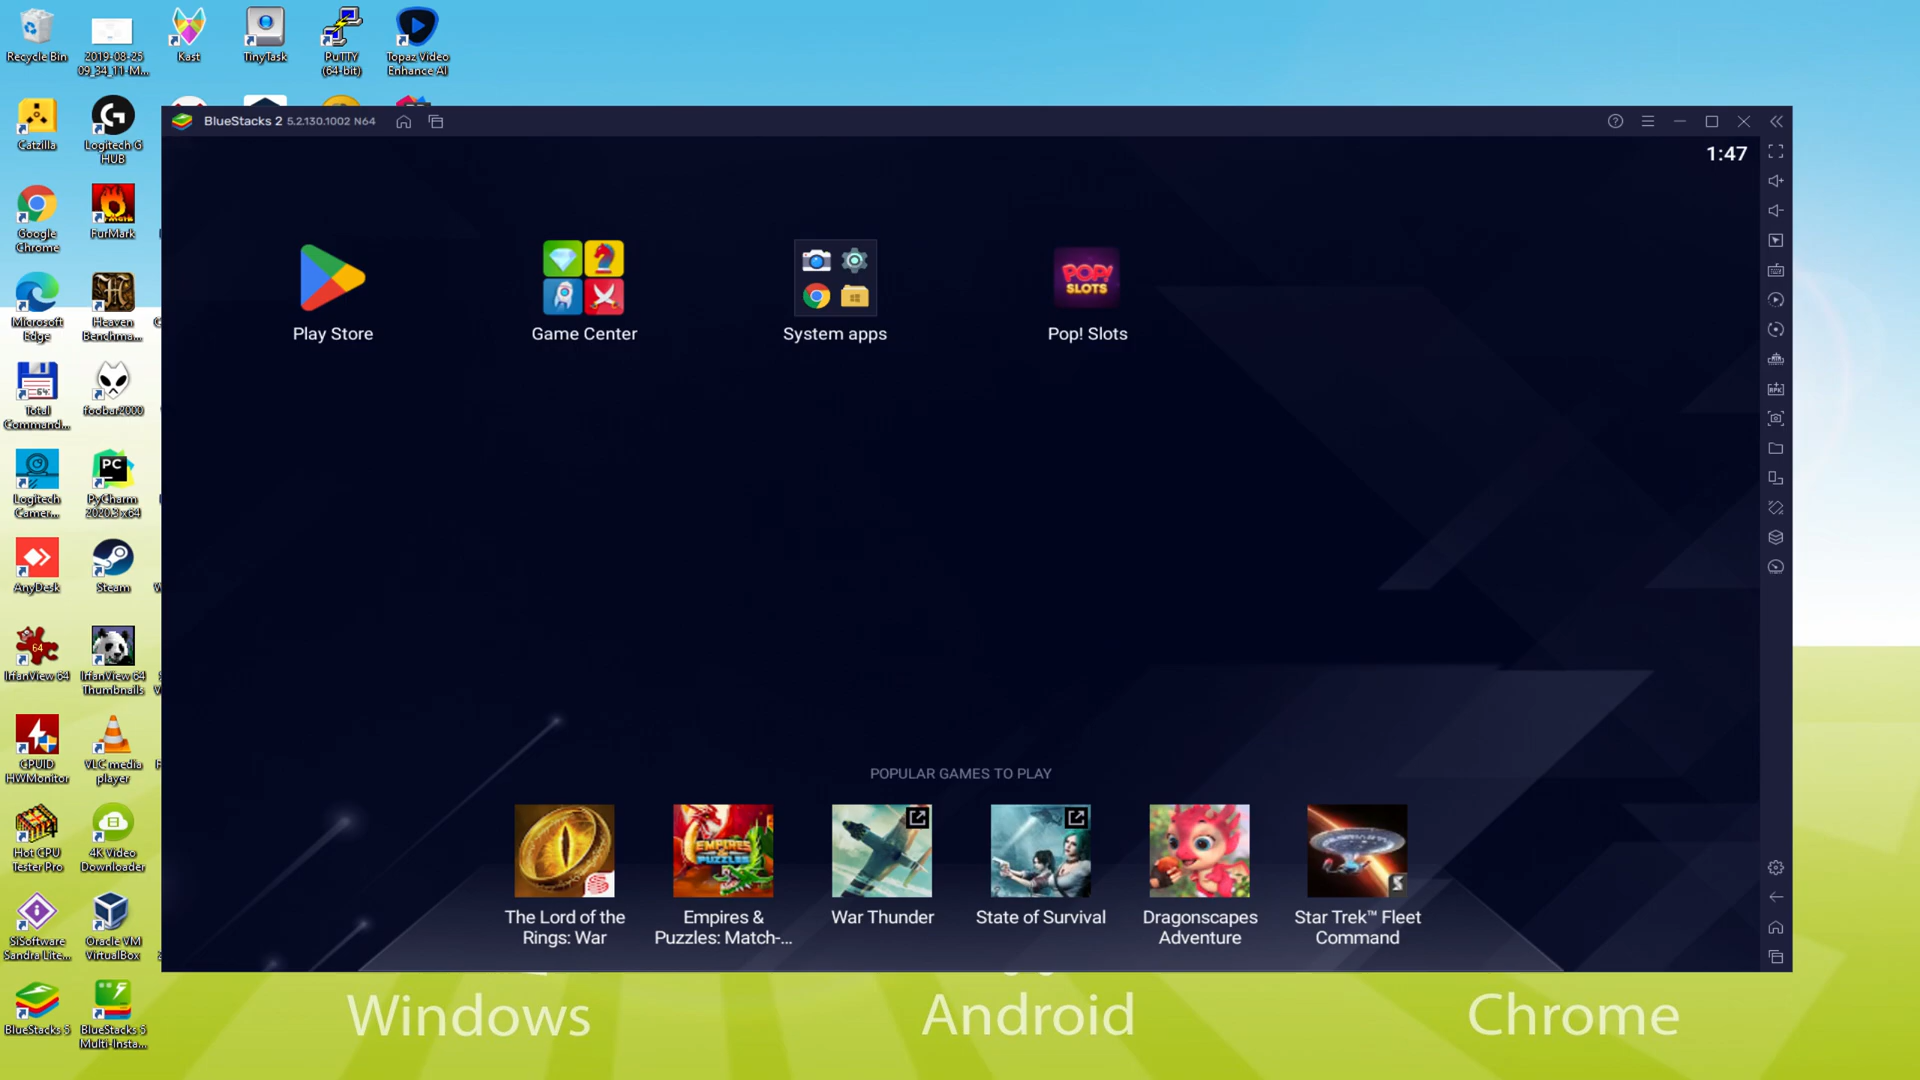 Recycle Bin
2019-08-25
09_34_11-M...
Kast
TinyTask
PuTTY
(64-bit)
Topaz Video
Enhance AI
BlueStacks 2 5.2.130.1002 N64
1:47
Catzilla
Logitech G
HUB
Google
Chrome
FurMark
Microsoft
Edge
Heaven
Benchma...
Total
Command...
foobar2000
Logitech
Camer...
PC
PyCharm
2020.3 x64
AnyDesk
Steam
64
IrfanView 64
IrfanView 64
Thumbnails
CPUID
HWMonitor
VLC media
player
Hot CPU
Tester Pro
4K Video
Downloader
SiSoftware
Sandra Lite...
Oracle VM
VirtualBox
BlueStacks 5
BlueStacks 5
Multi-Insta...
POP!
SLOTS
Play Store
Game Center
System apps
Pop! Slots
POPULAR GAMES TO PLAY
EMPIRES &
PUZZLES
The Lord of the
Rings: War
Empires &
Puzzles: Match-...
War Thunder
State of Survival
Dragonscapes
Adventure
Star Trek™ Fleet
Command
Windows
Android
Chrome